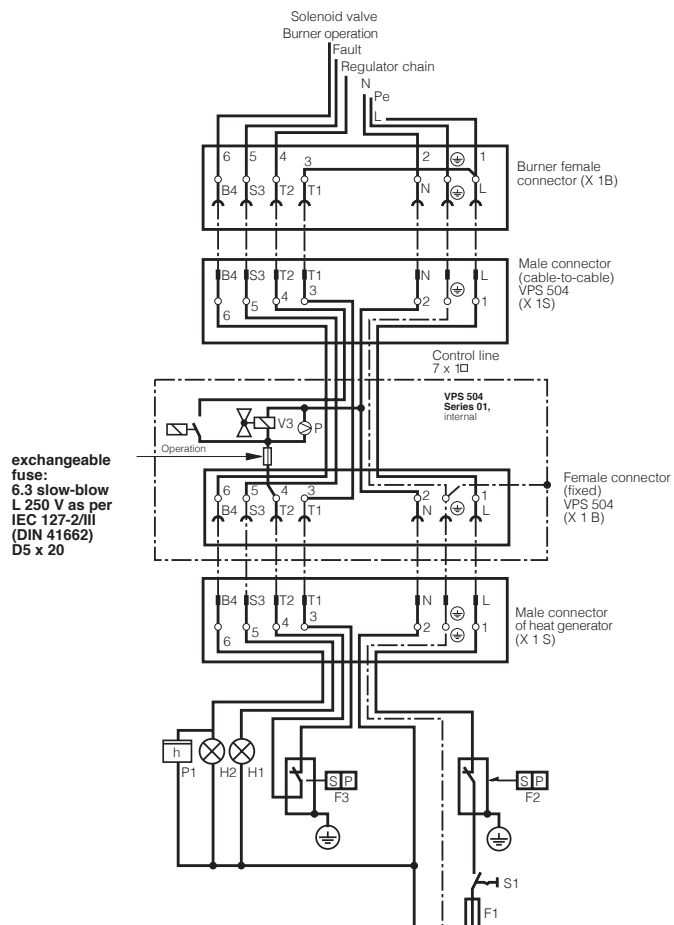 Solenoid valve
Burner operation
Fault
Regulator chain
N
Pe
L
6 5 4 3 2 1
B4 S3 T2 T1 N L
Burner female
connector (X 1B)
B4 S3 T2 T1 N L
6 5 4 3 2 1
Male connector
(cable-to-cable)
VPS 504
(X 1S)
Control line
7 x 1□
VPS 504
Series 01,
internal
V3
P
Operation
exchangeable
fuse:
6.3 slow-blow
L 250 V as per
IEC 127-2/III
(DIN 41662)
D5 x 20
6 5 4 3 2 1
B4 S3 T2 T1 N L
Female connector
(fixed)
VPS 504
(X 1 B)
B4 S3 T2 T1 N L
6 5 4 3 2 1
Male connector
of heat generator
(X 1 S)
h
P1 H2 H1
S P
F3
S P
F2
S1
F1